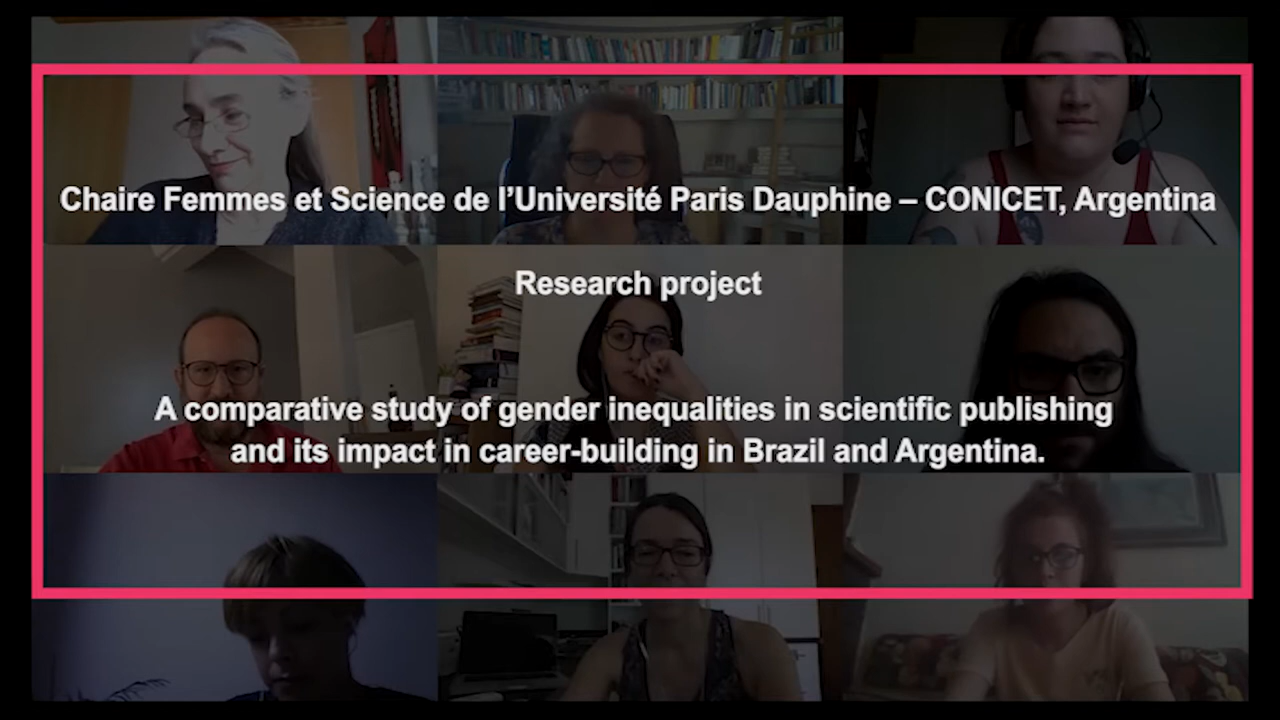 Chaire Femmes et Science de l’Université Paris Dauphine – CONICET, Argentina
Research project
A comparative study of gender inequalities in scientific publishing
and its impact in career-building in Brazil and Argentina.